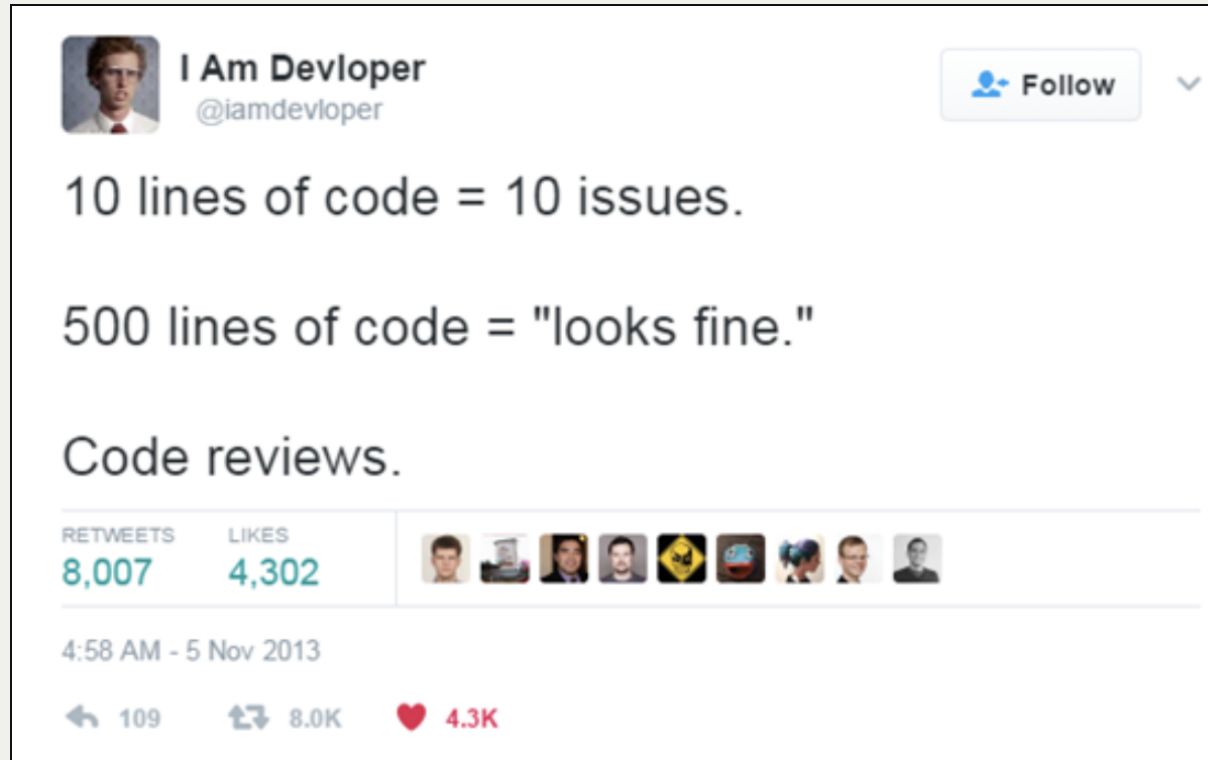 I Am Devloper
@iamdevloper
Follow
10 lines of code = 10 issues.
500 lines of code = "looks fine."
Code reviews.
RETWEETS LIKES
8,007 4,302
4:58 AM - 5 Nov 2013
109 8.0K 4.3K